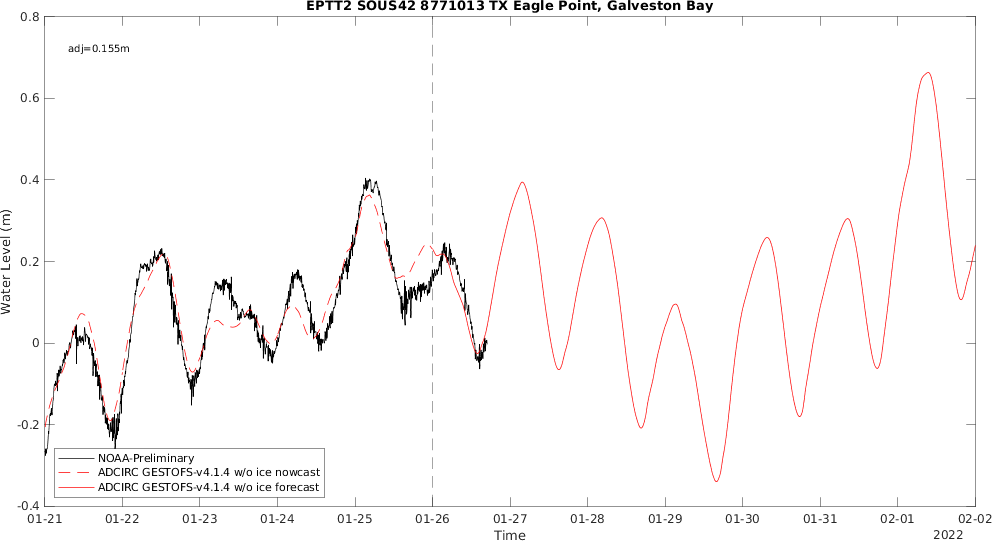 EPTT2 SOUS42 8771013 TX Eagle Point, Galveston Bay
adj=0.155m
Water Level (m)
0.8
0.6
0.4
0.2
0
-0.2
-0.4
NOAA-Preliminary
ADCIRC GESTOFS-v4.1.4 w/o ice nowcast
ADCIRC GESTOFS-v4.1.4 w/o ice forecast
01-21 01-22 01-23 01-24 01-25 01-26 01-27 01-28 01-29 01-30 01-31 02-01 02-02
Time
2022